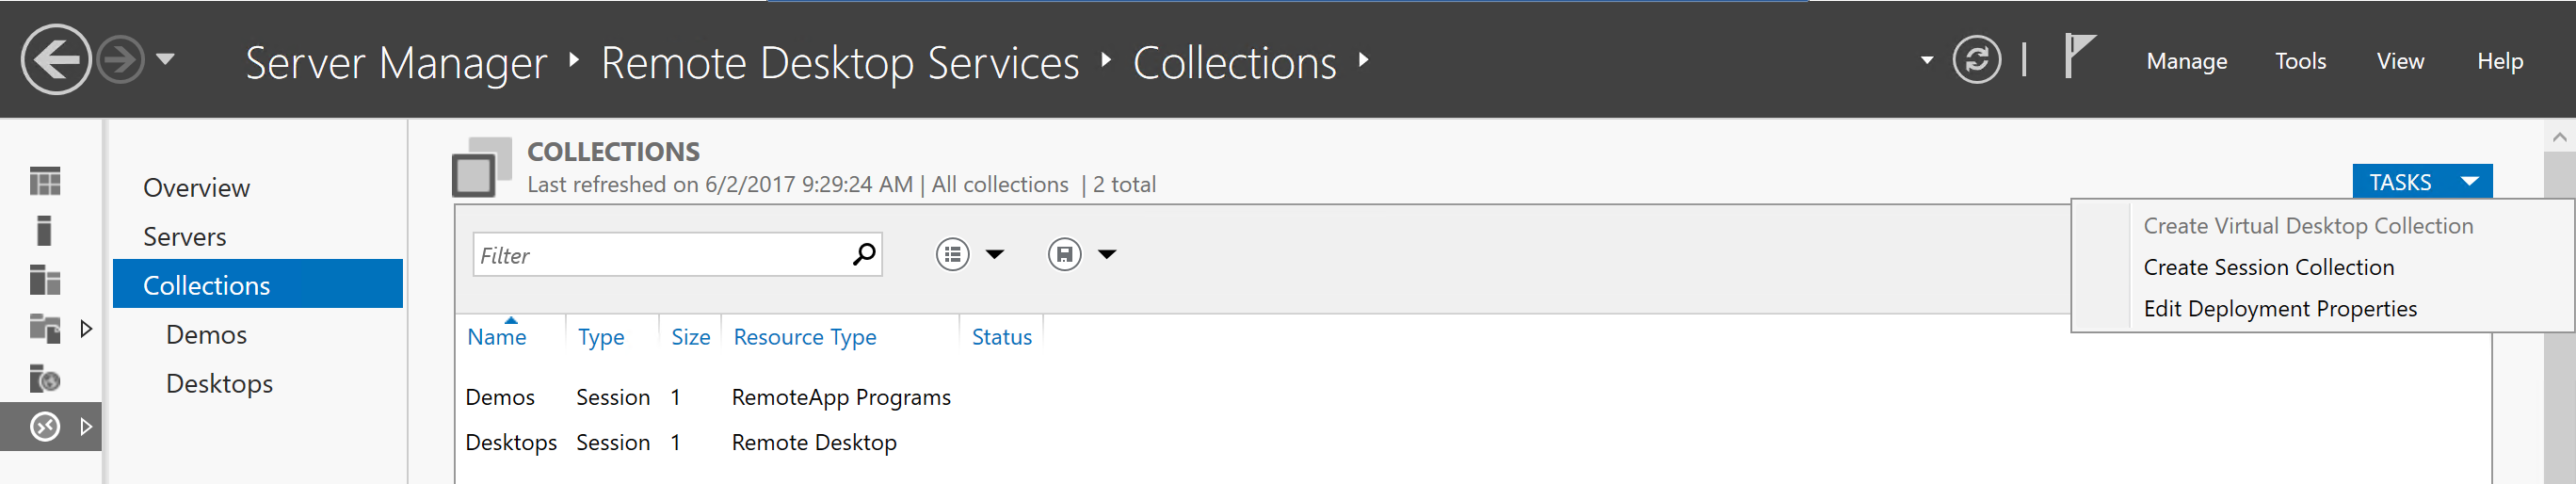 Server Manager ▸ Remote Desktop Services ▸ Collections ▸
Manage Tools View Help
Overview
Servers
Collections
Demos
Desktops
COLLECTIONS
Last refreshed on 6/2/2017 9:29:24 AM | All collections | 2 total
TASKS
Create Virtual Desktop Collection
Create Session Collection
Edit Deployment Properties
Filter
Name Type Size Resource Type Status
Demos Session 1 RemoteApp Programs
Desktops Session 1 Remote Desktop